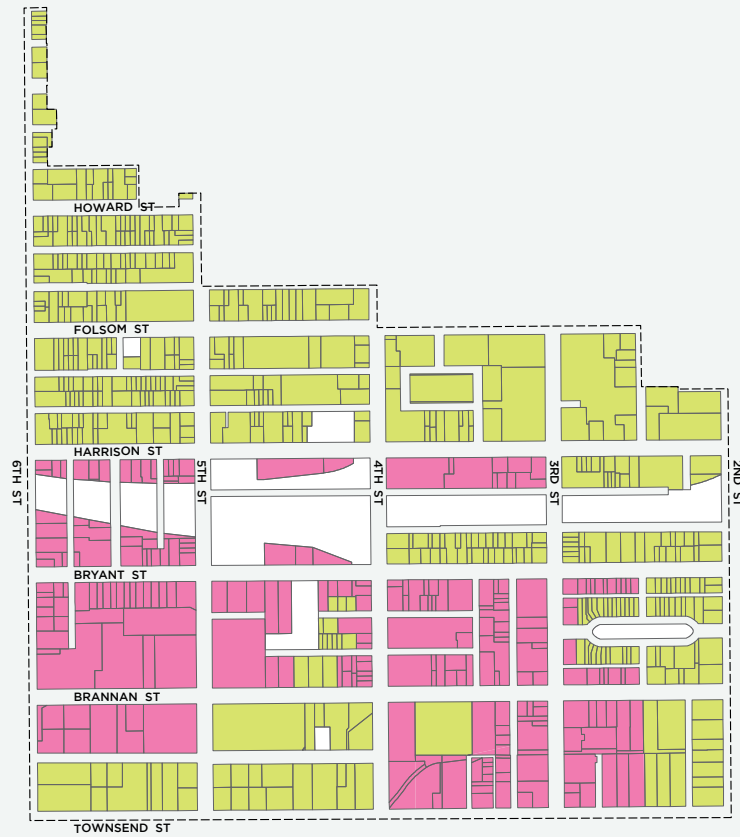 HOWARD ST
FOLSOM ST
HARRISON ST
6TH ST
5TH ST
4TH ST
3RD ST
2ND ST
BRYANT ST
BRANNAN ST
TOWNSEND ST